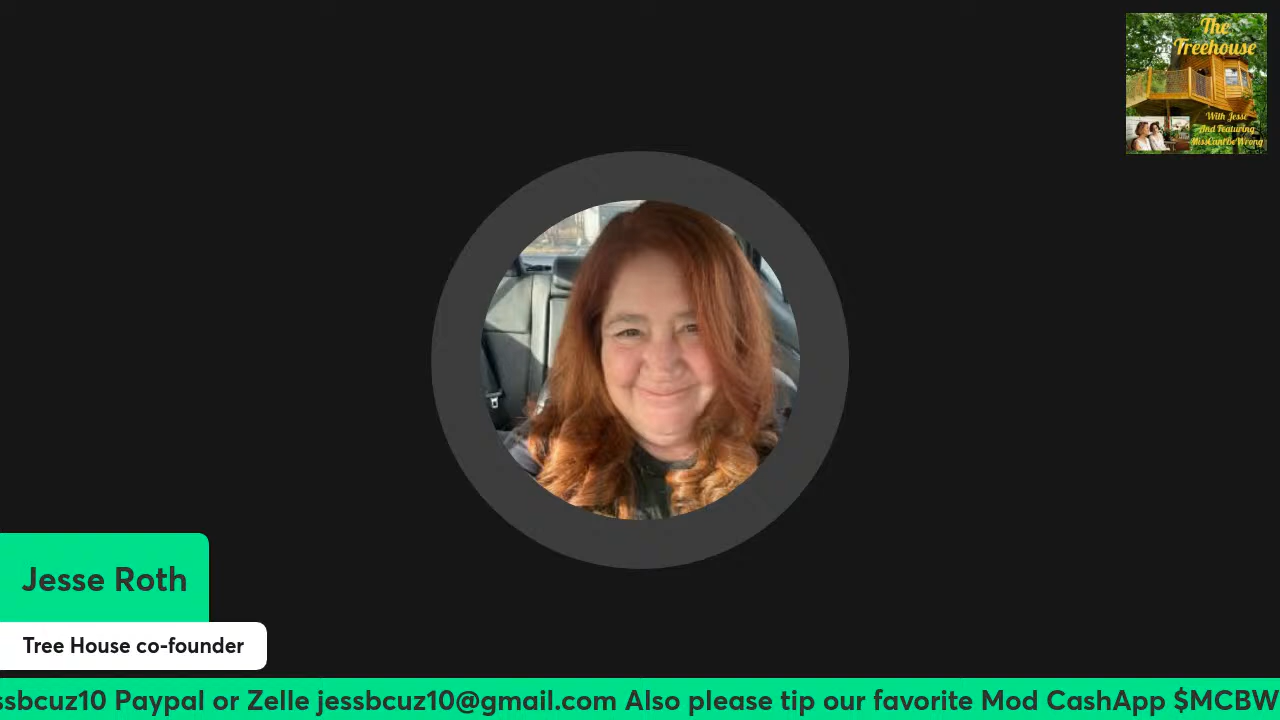 The
Treehouse
With Jesse
And Featuring
MissCantBeWrong
Jesse Roth
Tree House co-founder
ssbcuz10 Paypal or Zelle jessbcuz10@gmail.com Also please tip our favorite Mod CashApp $MCBW